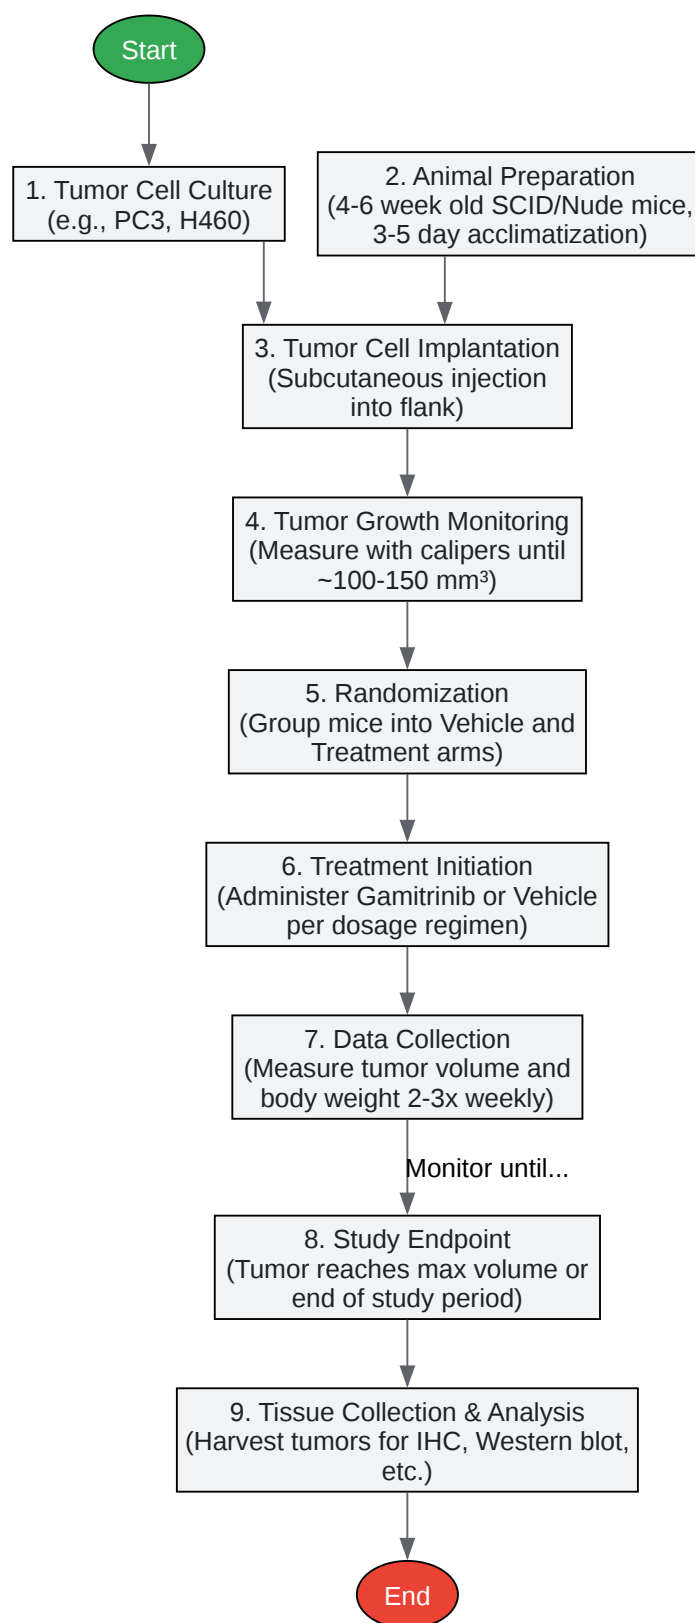 Start
1. Tumor Cell Culture
(e.g., PC3, H460)
2. Animal Preparation
(4-6 week old SCID/Nude mice,
3-5 day acclimatization)
3. Tumor Cell Implantation
(Subcutaneous injection
into flank)
4. Tumor Growth Monitoring
(Measure with calipers until
~100-150 mm³)
5. Randomization
(Group mice into Vehicle and
Treatment arms)
6. Treatment Initiation
(Administer Gamitrinib or Vehicle
per dosage regimen)
7. Data Collection
(Measure tumor volume and
body weight 2-3x weekly)
Monitor until...
8. Study Endpoint
(Tumor reaches max volume or
end of study period)
9. Tissue Collection & Analysis
(Harvest tumors for IHC, Western blot,
etc.)
End